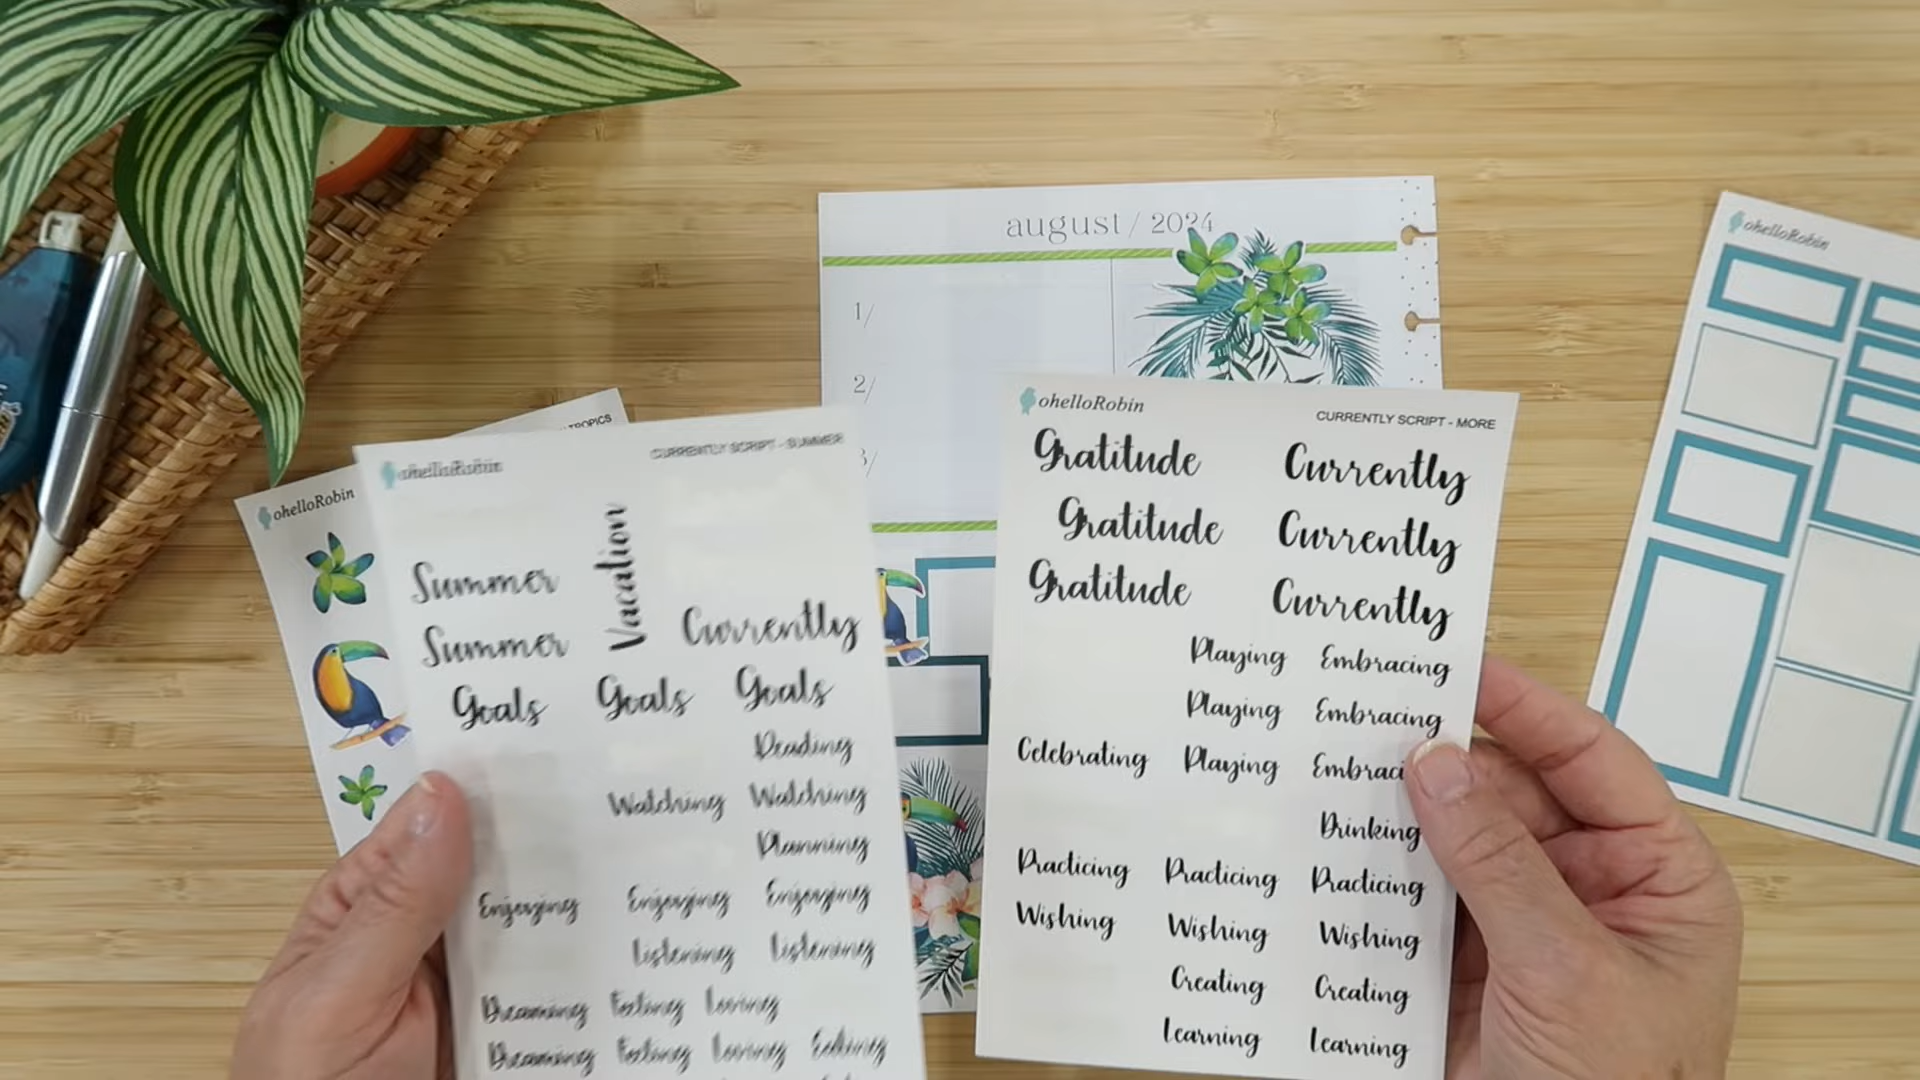 august / 2024
1/
2/
3/
ohelloRobin
TROPICS
ohelloRobin
CURRENTLY SCRIPT - SUMMER
Summer
Vacation
Summer
Currently
Goals Goals Goals
Reading
Watching Watching
Planning
Enjoying Enjoying Enjoying
Listening Listening
Dreaming Feeling Loving
Dreaming Feeling Loving Eating
ohelloRobin
CURRENTLY SCRIPT - MORE
Gratitude Currently
Gratitude Currently
Gratitude Currently
Playing Embracing
Playing Embracing
Celebrating Playing Embraci
Drinking
Practicing Practicing Practicing
Wishing Wishing Wishing
Creating Creating
Learning Learning
ohelloRobin